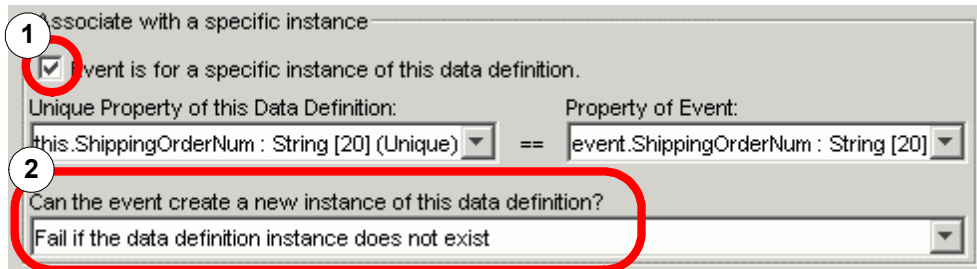 Associate with a specific instance
1
Event is for a specific instance of this data definition.
Unique Property of this Data Definition: Property of Event:
this.ShippingOrderNum : String [20] (Unique) == event.ShippingOrderNum : String [20]
2
Can the event create a new instance of this data definition?
Fail if the data definition instance does not exist